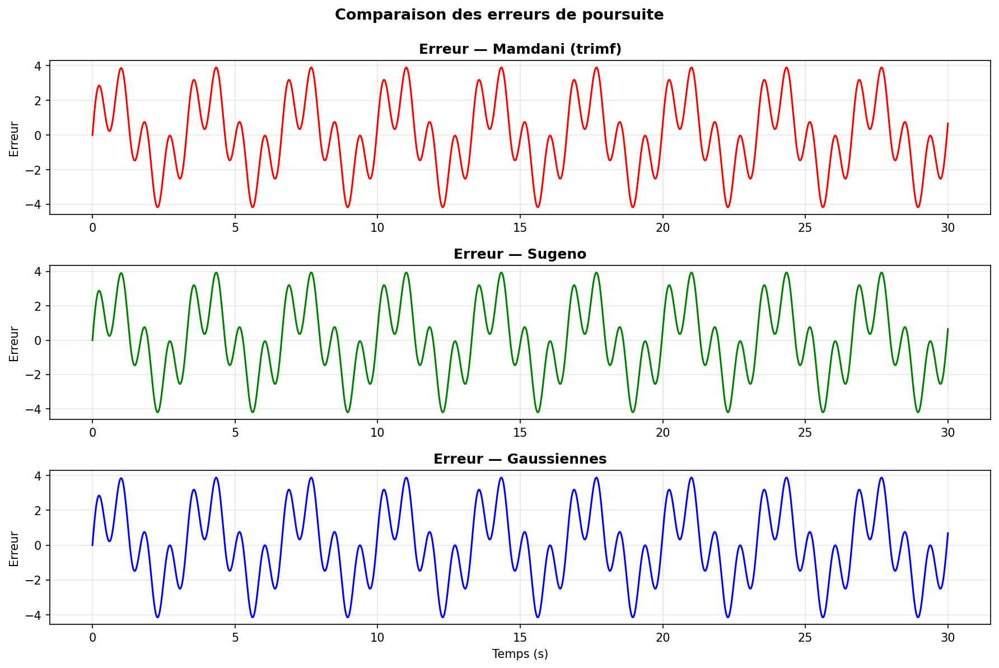 Comparaison des erreurs de poursuite
Erreur — Mamdani (trimf)
Erreur
4
2
0
−2
−4
0 5 10 15 20 25 30
Erreur — Sugeno
Erreur
4
2
0
−2
−4
0 5 10 15 20 25 30
Erreur — Gaussiennes
Erreur
4
2
0
−2
−4
0 5 10 15 20 25 30
Temps (s)